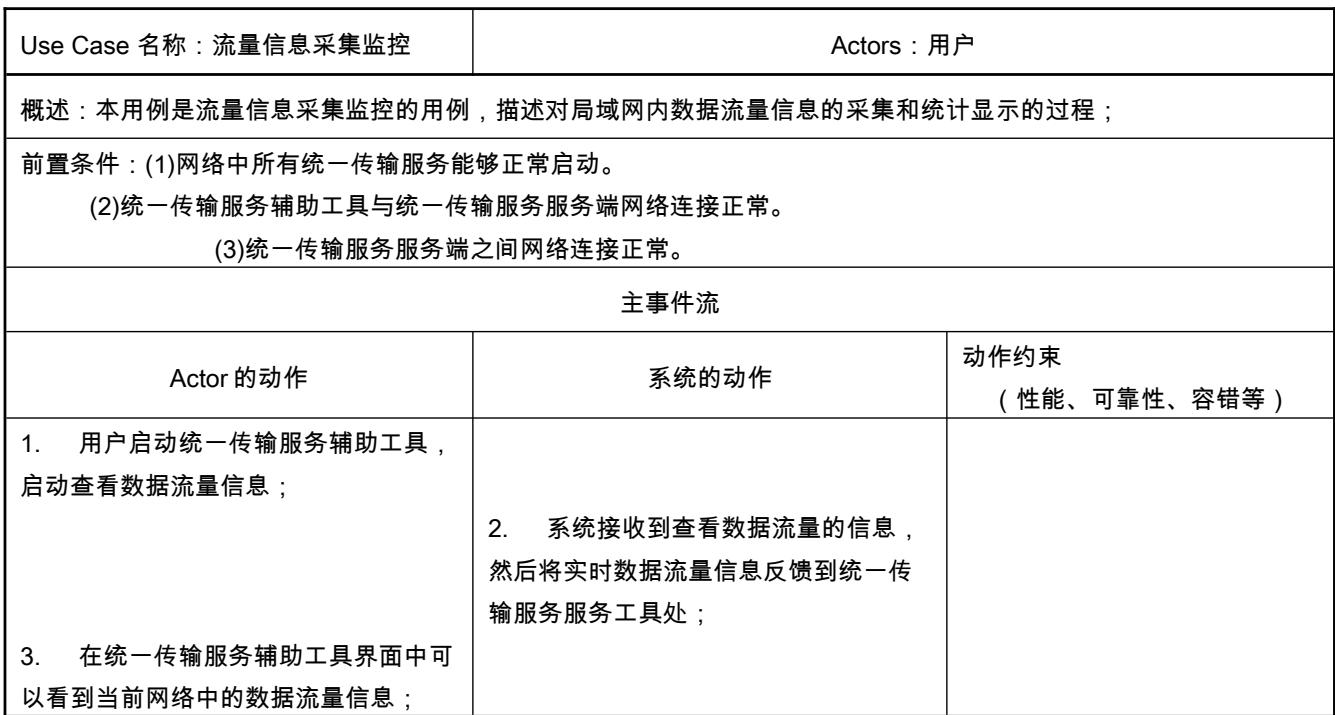 Use Case 名称：流量信息采集监控
Actors：用户
概述：本用例是流量信息采集监控的用例，描述对局域网内数据流量信息的采集和统计显示的过程；
前置条件：(1)网络中所有统一传输服务能够正常启动。
(2)统一传输服务辅助工具与统一传输服务服务端网络连接正常。
(3)统一传输服务服务端之间网络连接正常。
主事件流
Actor 的动作
系统的动作
动作约束
（性能、可靠性、容错等）
1. 用户启动统一传输服务辅助工具，
启动查看数据流量信息；
2. 系统接收到查看数据流量的信息，
然后将实时数据流量信息反馈到统一传
输服务服务工具处；
3. 在统一传输服务辅助工具界面中可
以看到当前网络中的数据流量信息；